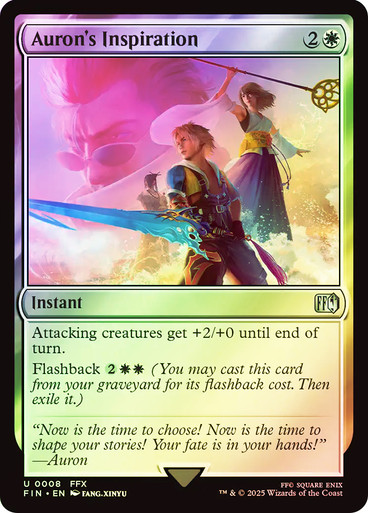 Auron's Inspiration 2
Instant
Attacking creatures get +2/+0 until end of
turn.
Flashback 2 (You may cast this card
from your graveyard for its flashback cost. Then
exile it.)
“Now is the time to choose! Now is the time to
shape your stories! Your fate is in your hands!”
—Auron
U 0008 FFX
FIN • EN FANG.XINYU
FF© SQUARE ENIX
™ & © 2025 Wizards of the Coast